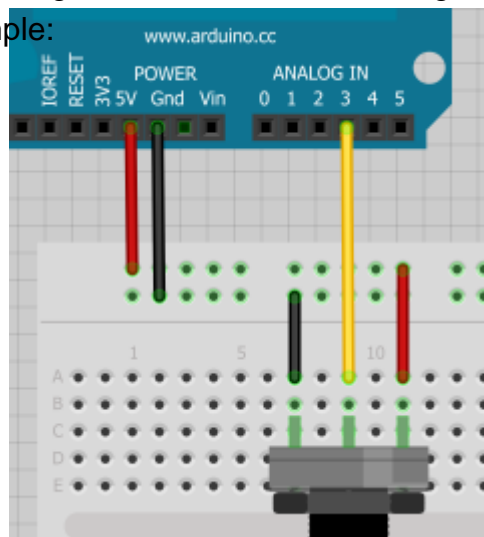 mple:
www.arduino.cc
IOREF
RESET
3V3
POWER
5V Gnd Vin
ANALOG IN
0 1 2 3 4 5
1 5 10
A
B
C
D
E